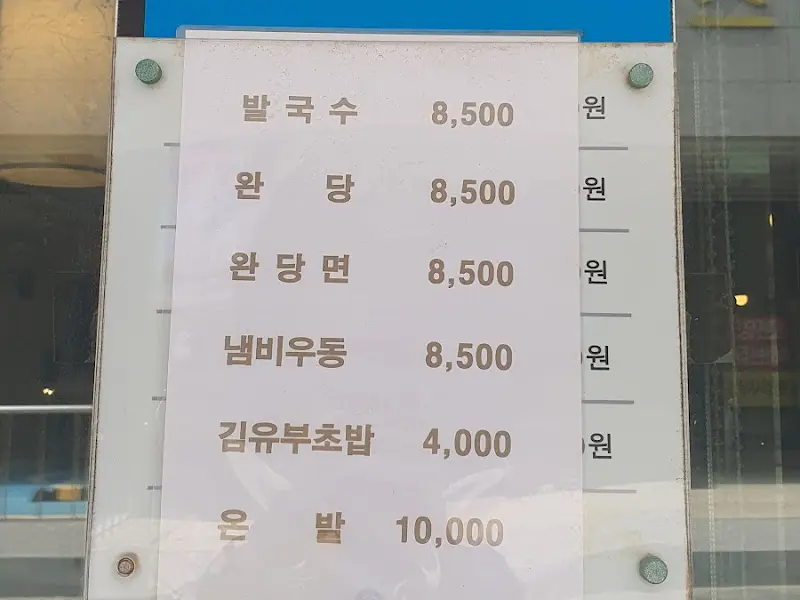 발국수 8,500 원
완당 8,500 원
완당면 8,500 원
냄비우동 8,500 원
김유부초밥 4,000 원
온발 10,000